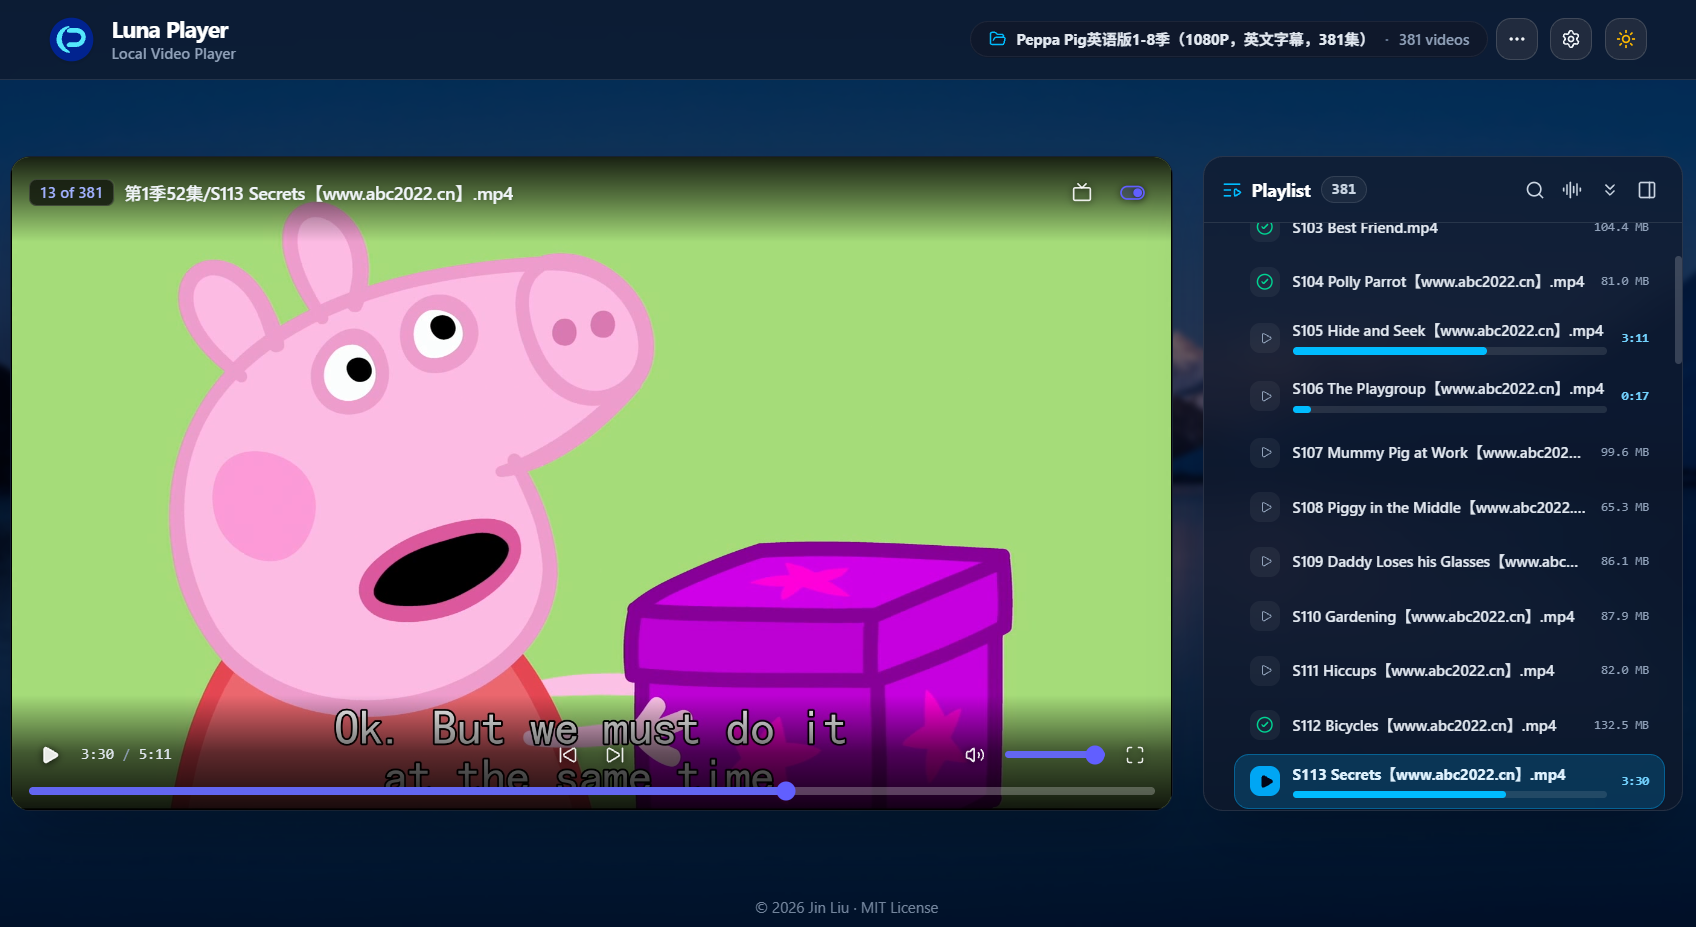 Luna Player
Local Video Player
Peppa Pig英语版1-8季（1080P，英文字幕，381集） · 381 videos
13 of 381 第1季52集/S113 Secrets【www.abc2022.cn】.mp4
Ok. But we must do it
at the same time
3:30 / 5:11
Playlist 381
S103 Best Friend.mp4 104.4 MB
S104 Polly Parrot【www.abc2022.cn】.mp4 81.0 MB
S105 Hide and Seek【www.abc2022.cn】.mp4 3:11
S106 The Playgroup【www.abc2022.cn】.mp4 0:17
S107 Mummy Pig at Work【www.abc202... 99.6 MB
S108 Piggy in the Middle【www.abc2022.... 65.3 MB
S109 Daddy Loses his Glasses【www.abc... 86.1 MB
S110 Gardening【www.abc2022.cn】.mp4 87.9 MB
S111 Hiccups【www.abc2022.cn】.mp4 82.0 MB
S112 Bicycles【www.abc2022.cn】.mp4 132.5 MB
S113 Secrets【www.abc2022.cn】.mp4 3:30
© 2026 Jin Liu · MIT License